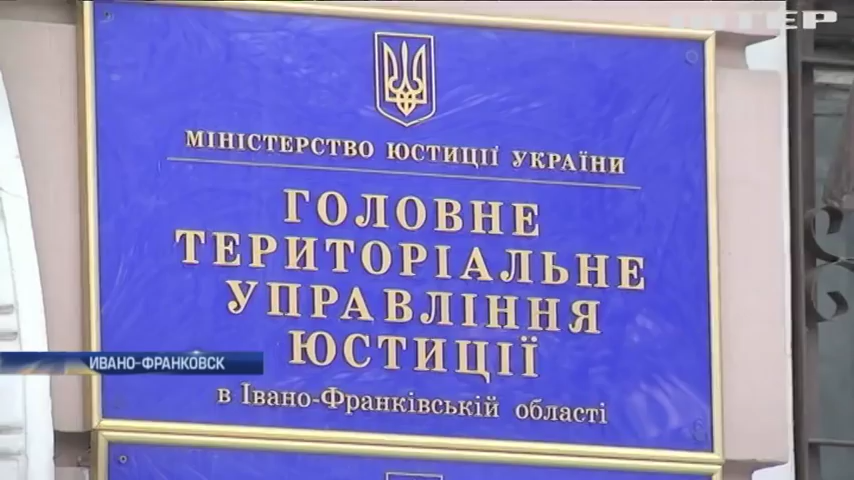 ІНТЕР
МІНІСТЕРСТВО ЮСТИЦІЇ УКРАЇНИ
ГОЛОВНЕ
ТЕРИТОРІАЛЬНЕ
УПРАВЛІННЯ
ЮСТИЦІЇ
в Івано-Франківській області
ИВАНО-ФРАНКОВСК